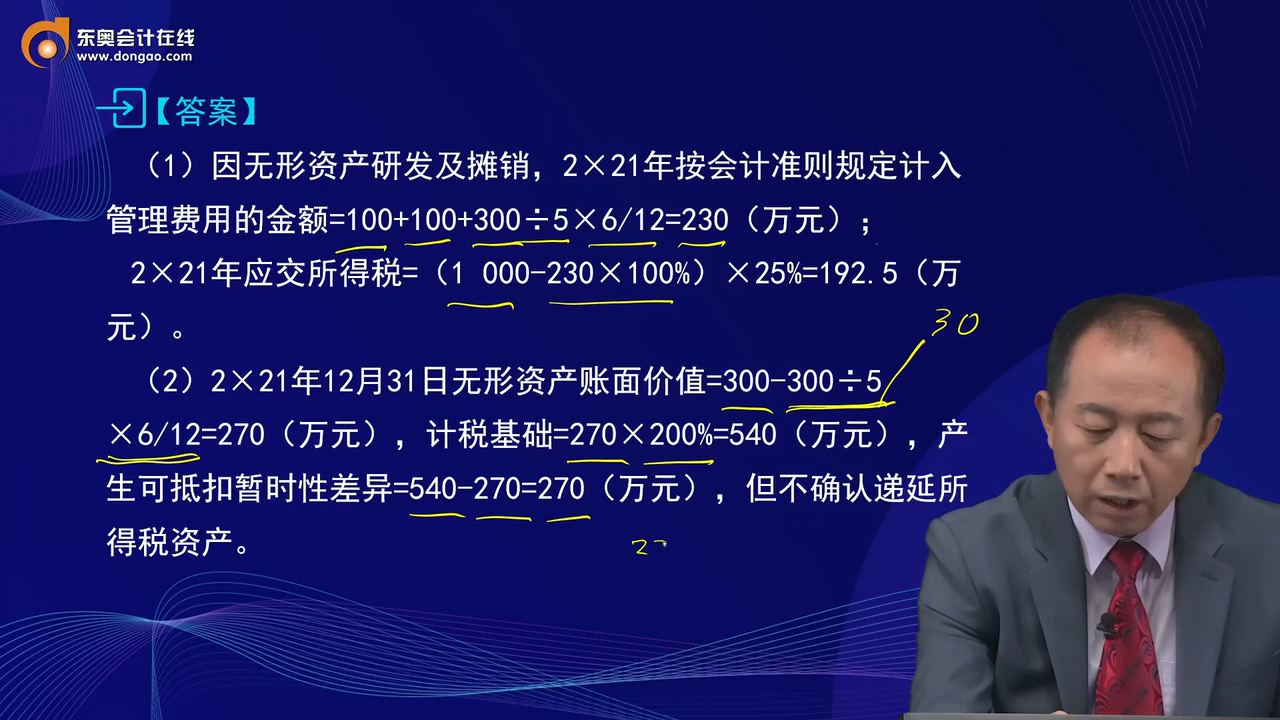 东奥会计在线
www.dongao.com
【答案】
（1）因无形资产研发及摊销，2×21年按会计准则规定计入
管理费用的金额=100+100+300÷5×6/12=230（万元）；
2×21年应交所得税=（1 000-230×100%）×25%=192.5（万
元）。
30
（2）2×21年12月31日无形资产账面价值=300-300÷5
×6/12=270（万元），计税基础=270×200%=540（万元），产
生可抵扣暂时性差异=540-270=270（万元），但不确认递延所
得税资产。